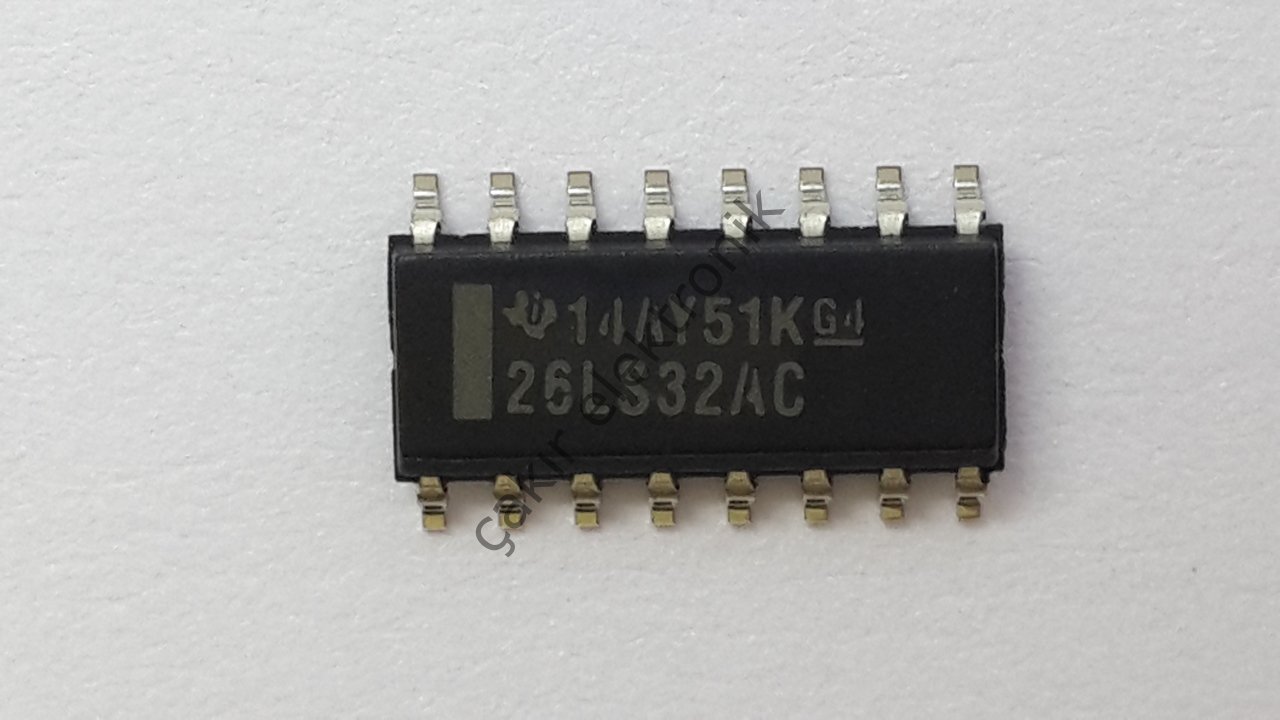 14AY51K G4
26LS32AC
çakır elektronik